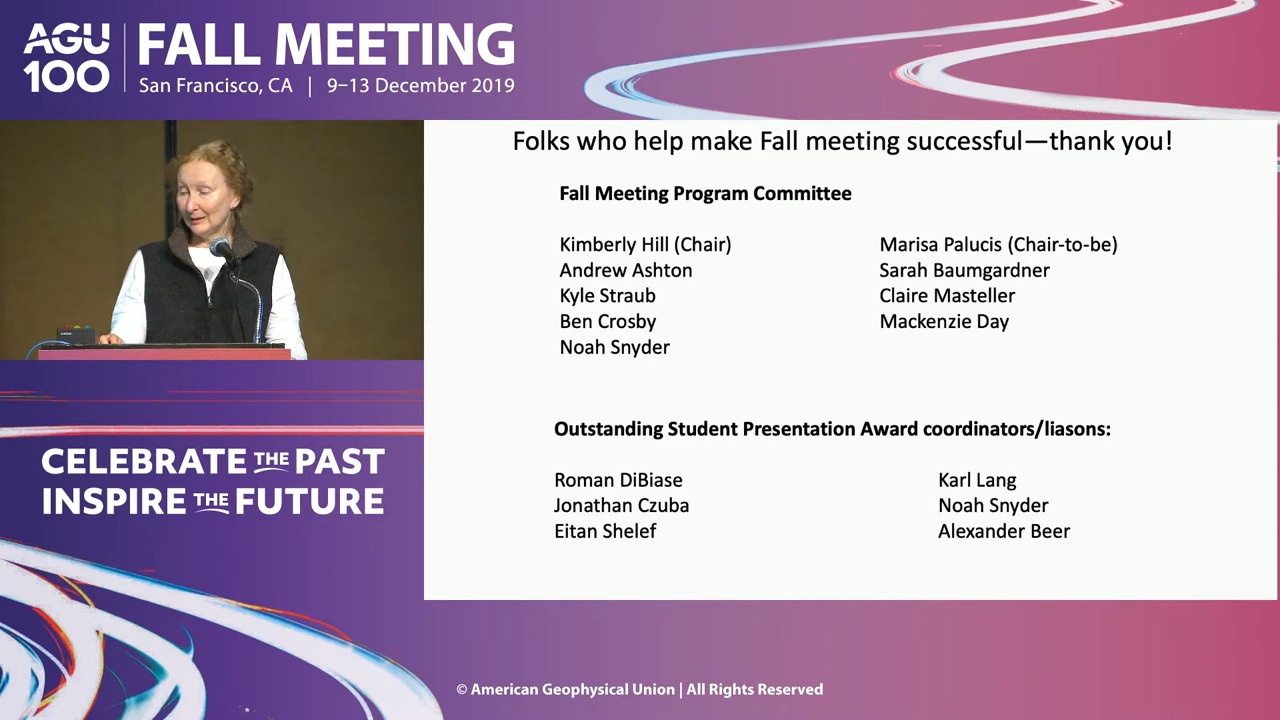 AGU
100
FALL MEETING
San Francisco, CA | 9–13 December 2019
Folks who help make Fall meeting successful—thank you!
Fall Meeting Program Committee
Kimberly Hill (Chair)
Andrew Ashton
Kyle Straub
Ben Crosby
Noah Snyder
Marisa Palucis (Chair-to-be)
Sarah Baumgardner
Claire Masteller
Mackenzie Day
Outstanding Student Presentation Award coordinators/liasons:
Roman DiBiase
Jonathan Czuba
Eitan Shelef
Karl Lang
Noah Snyder
Alexander Beer
CELEBRATE THE PAST
INSPIRE THE FUTURE
© American Geophysical Union | All Rights Reserved